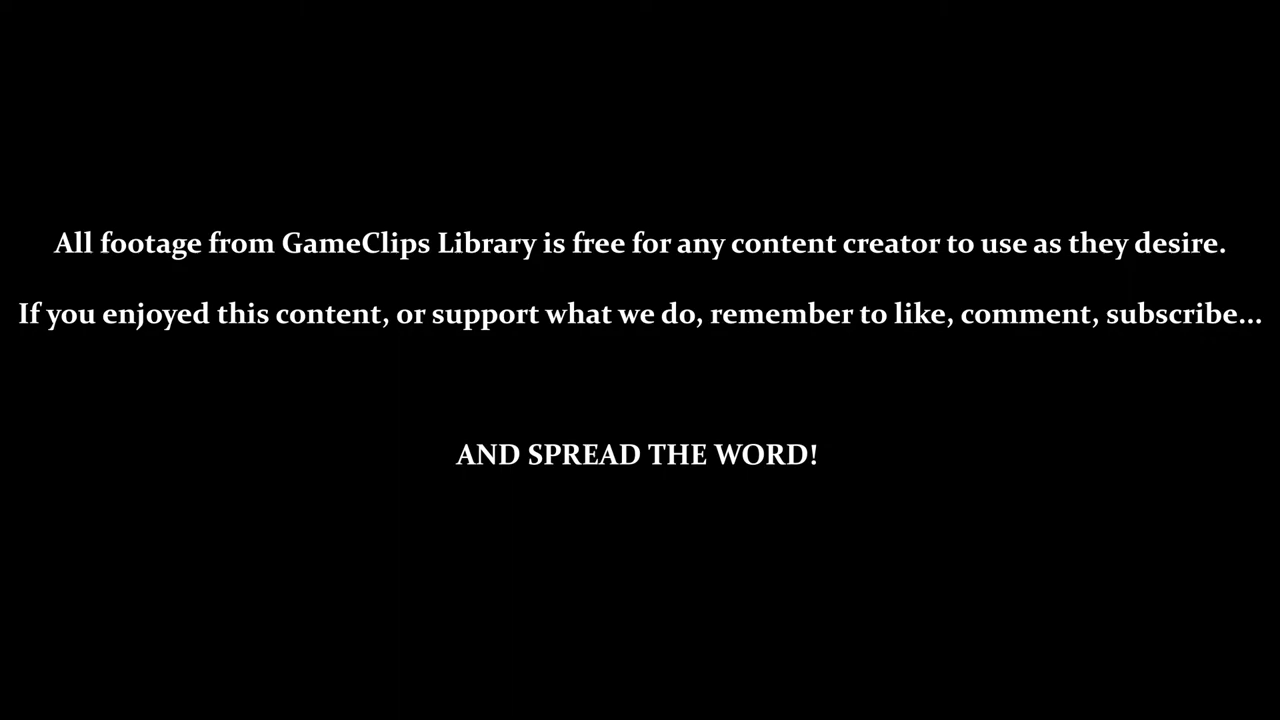 All footage from GameClips Library is free for any content creator to use as they desire.
If you enjoyed this content, or support what we do, remember to like, comment, subscribe...
AND SPREAD THE WORD!